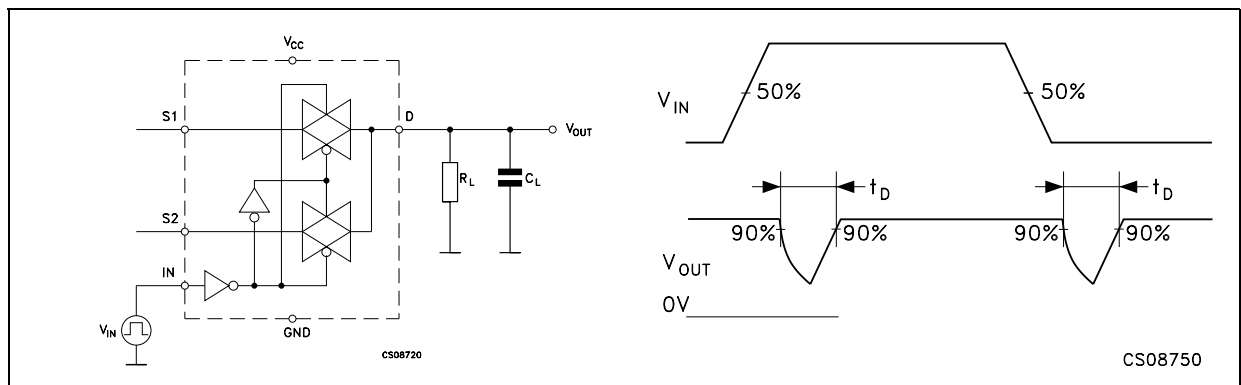 VCC
S1
D
VOUT
RL
CL
S2
IN
VIN
GND
CS08720
VIN
50%
50%
tD
tD
90%
90%
90%
90%
VOUT
0V
CS08750